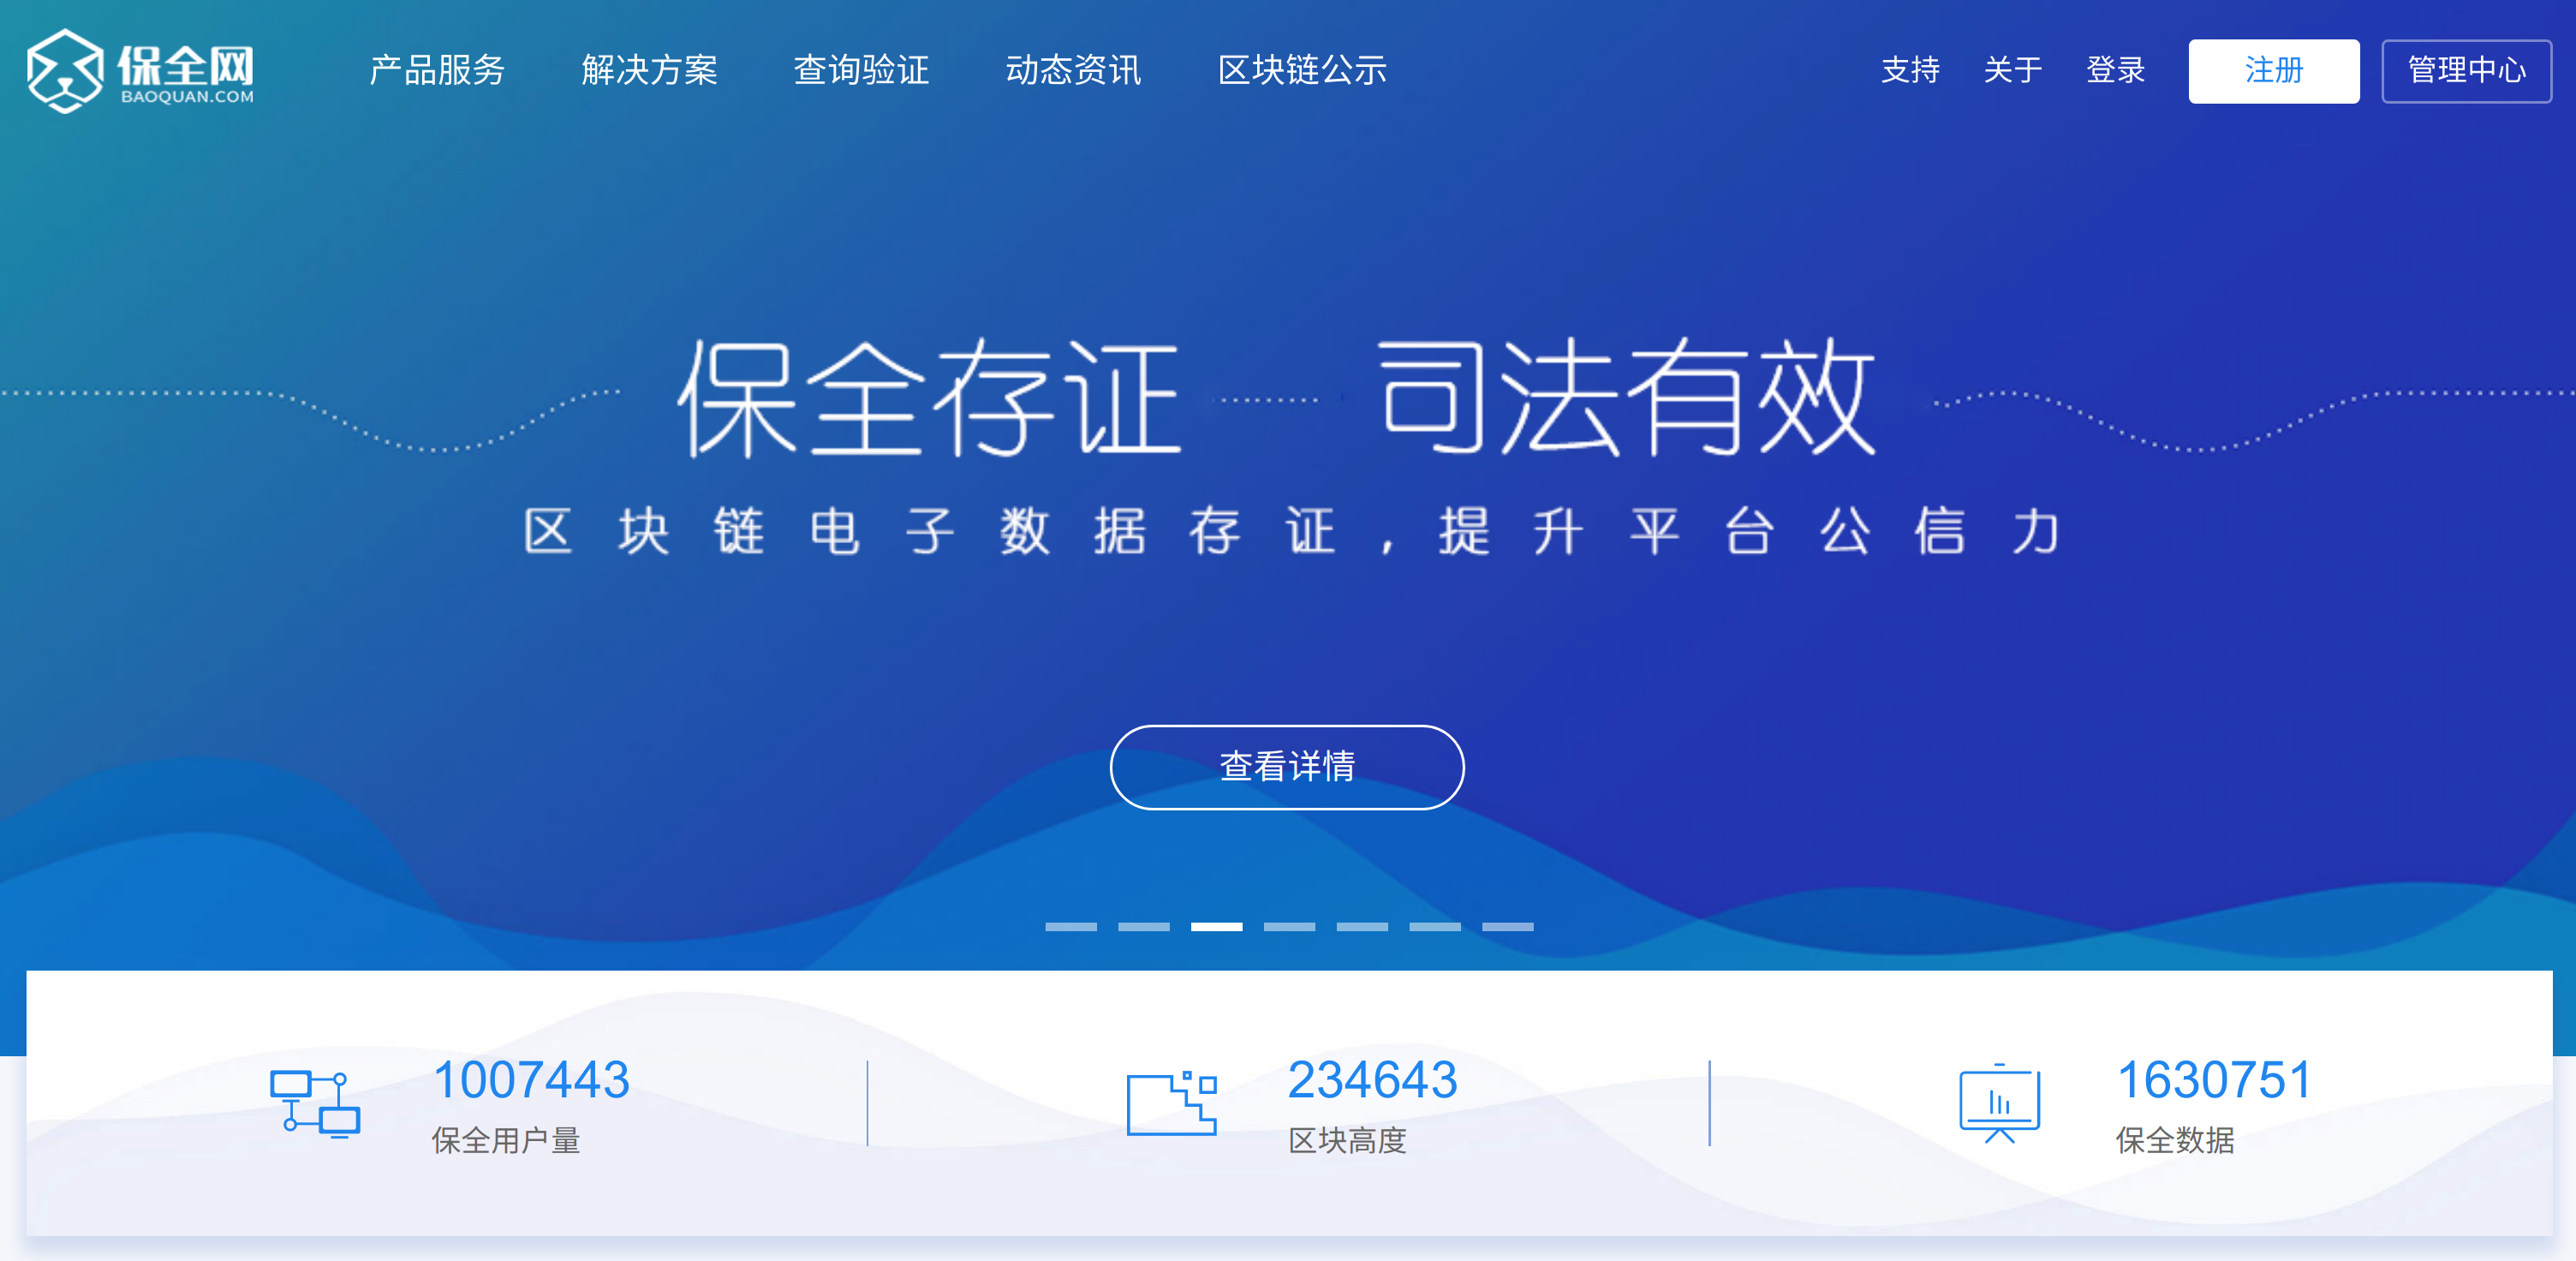 保全网
BAOQUAN.COM
产品服务 解决方案 查询验证 动态资讯 区块链公示 支持 关于 登录 注册 管理中心
保全存证 司法有效
区块链电子数据存证，提升平台公信力
查看详情
1007443 234643 1630751
保全用户量 区块高度 保全数据